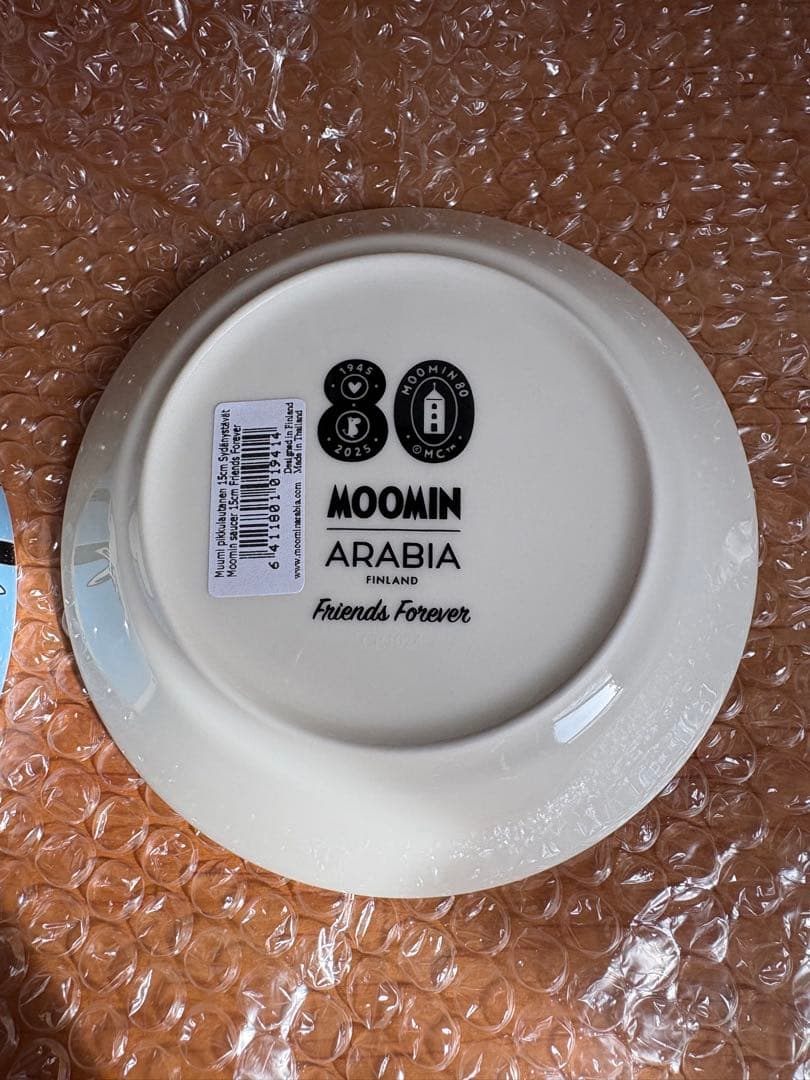 1945
2025
MOOMIN 80
©MC™
MOOMIN
ARABIA
FINLAND
Friends Forever
Muumi pikkulautanen 15cm Sydänystävät
Moomin saucer 15cm Friends Forever
6 411801 019414
Designed in Finland
www.moominarabia.com Made in Thailand